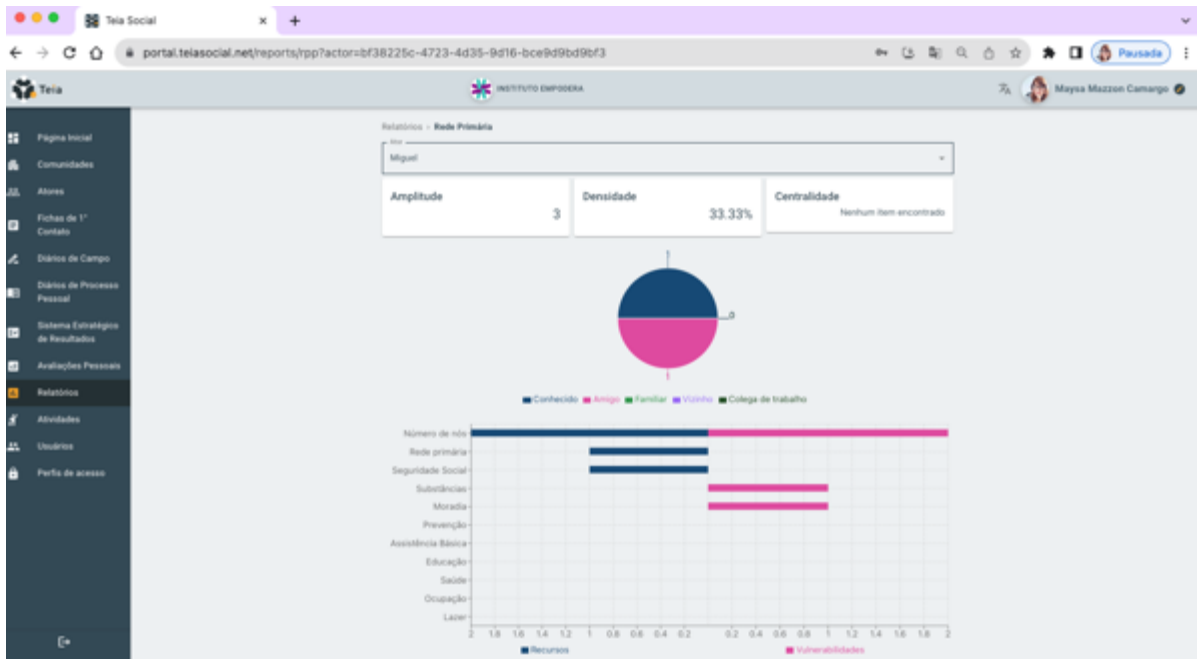 Teia Social
portal.teiasocial.net/reports/rpp?actor=bf38225c-4723-4d35-9d16-bce9d9bd9bf3
Pausada
Teia
INSTITUTO EMPODERA
Maysa Mazzon Camargo
Página Inicial
Comunidades
Atores
Fichas de 1°
Contato
Diários de Campo
Diários de Processo
Pessoal
Sistema Estratégico
de Resultados
Avaliações Pessoais
Relatórios
Atividades
Usuários
Perfis de acesso
Relatórios > Rede Primária
Ator
Miguel
Amplitude
3
Densidade
33.33%
Centralidade
Nenhum item encontrado
1
0
1
Conhecido Amigo Familiar Vizinho Colega de trabalho
Número de nós
Rede primária
Seguridade Social
Substâncias
Moradia
Prevenção
Assistência Básica
Educação
Saúde
Ocupação
Lazer
2 1.8 1.6 1.4 1.2 1 0.8 0.6 0.4 0.2 0.2 0.4 0.6 0.8 1 1.2 1.4 1.6 1.8 2
Recursos Vulnerabilidades